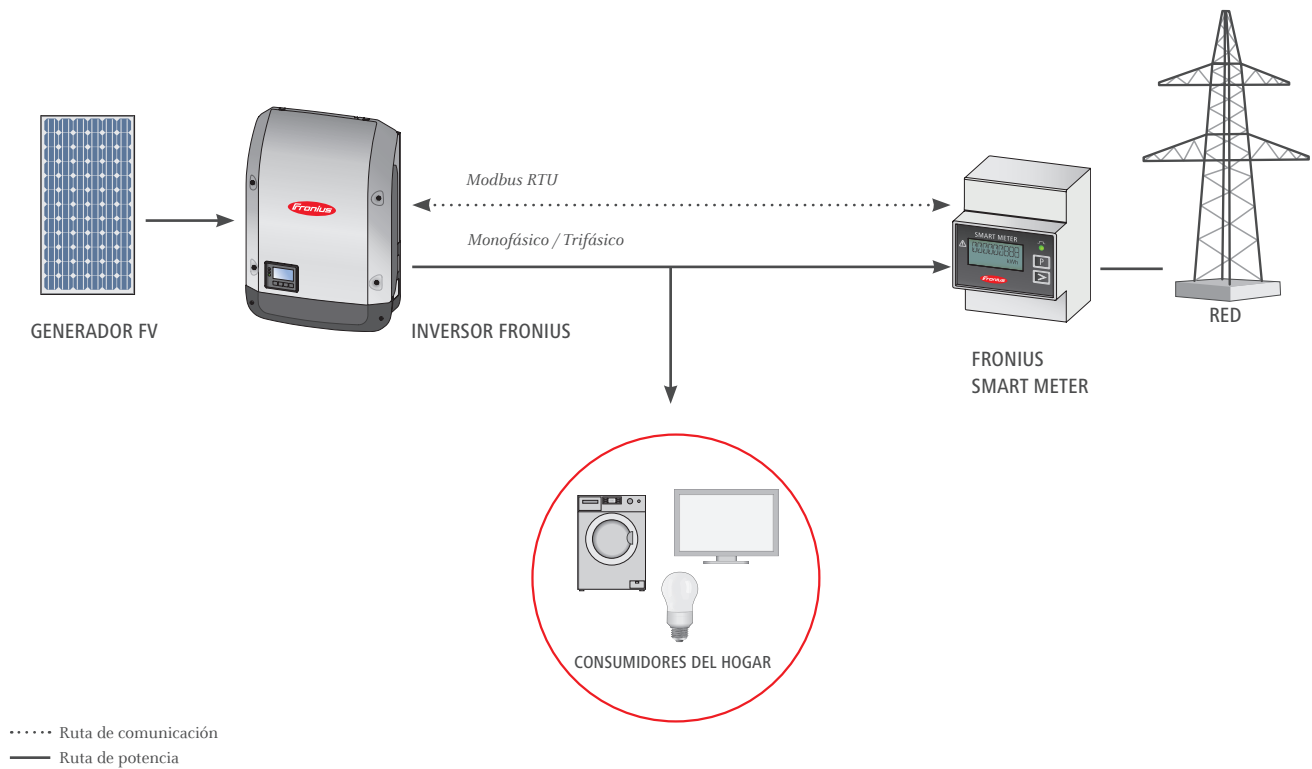 Modbus RTU
Monofásico / Trifásico
Fronius
SMART METER
kWh
P
Fronius
GENERADOR FV
INVERSOR FRONIUS
FRONIUS
SMART METER
RED
CONSUMIDORES DEL HOGAR
Ruta de comunicación
Ruta de potencia